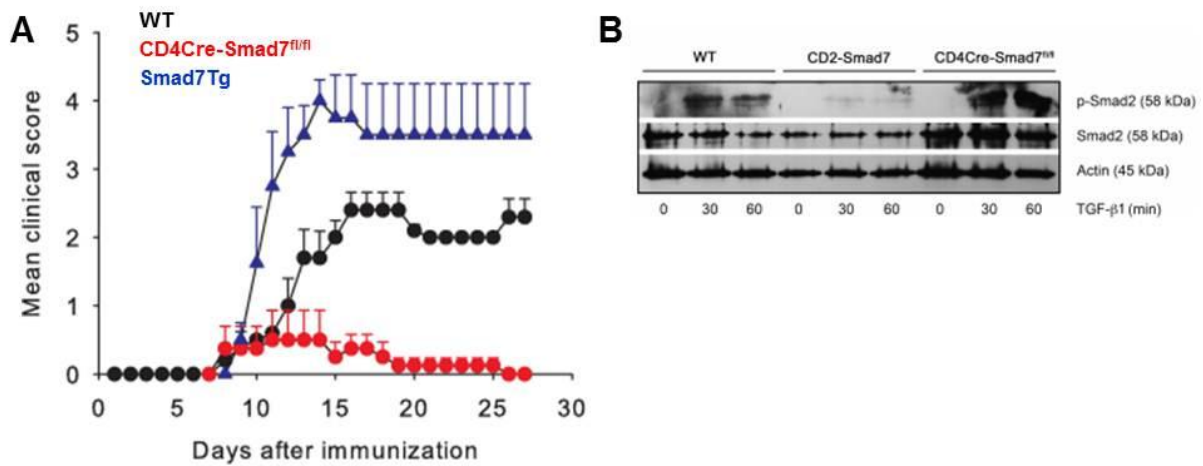 A
WT
CD4Cre-Smad7fl/fl
Smad7Tg
5
4
3
2
1
0
Mean clinical score
0 5 10 15 20 25 30
Days after immunization
B
WT CD2-Smad7 CD4Cre-Smad7fl/fl
p-Smad2 (58 kDa)
Smad2 (58 kDa)
Actin (45 kDa)
0 30 60 0 30 60 0 30 60 TGF-β1 (min)